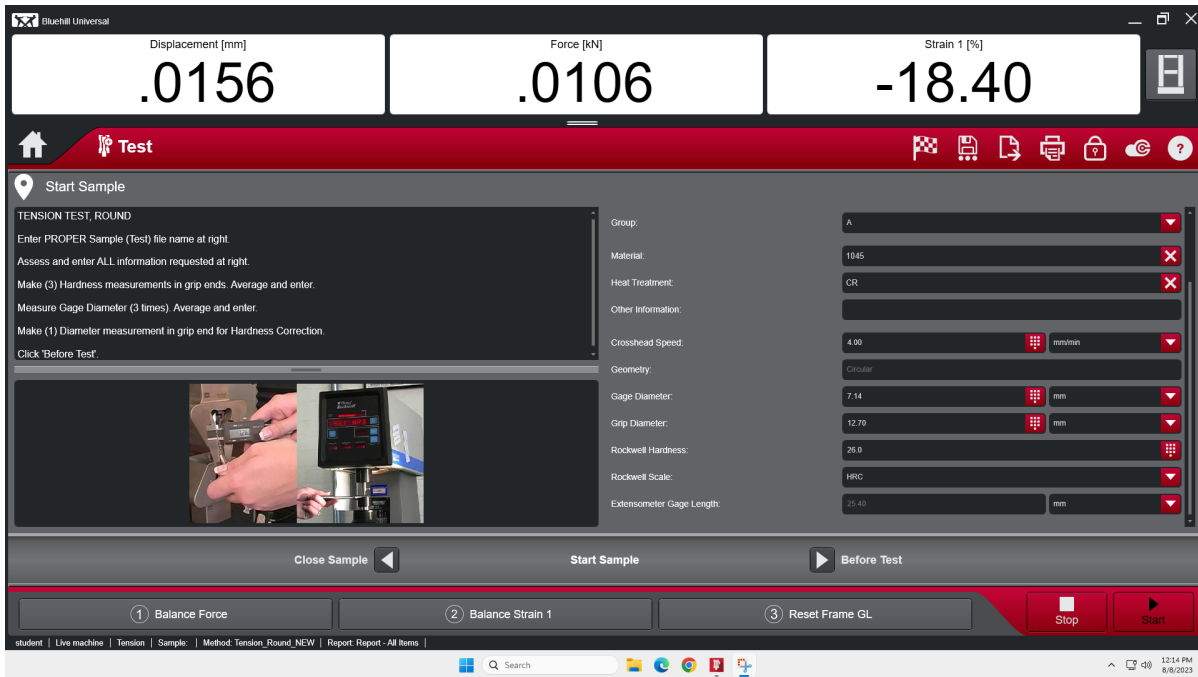 Bluehill Universal
Displacement [mm]
.0156
Force [kN]
.0106
Strain 1 [%]
-18.40
Test
?
Start Sample
TENSION TEST, ROUND
Enter PROPER Sample (Test) file name at right.
Assess and enter ALL information requested at right.
Make (3) Hardness measurements in grip ends. Average and enter.
Measure Gage Diameter (3 times). Average and enter.
Make (1) Diameter measurement in grip end for Hardness Correction.
Click 'Before Test'.
Group: A
Material: 1045
Heat Treatment: CR
Other Information:
Crosshead Speed: 4.00 mm/min
Geometry: Circular
Gage Diameter: 7.14 mm
Grip Diameter: 12.70 mm
Rockwell Hardness: 26.0
Rockwell Scale: HRC
Extensometer Gage Length: 25.40 mm
Close Sample Start Sample Before Test
1 Balance Force 2 Balance Strain 1 3 Reset Frame GL
Stop Start
student | Live machine | Tension | Sample: | Method: Tension_Round_NEW | Report: Report - All Items |
Search
12:14 PM
8/8/2023